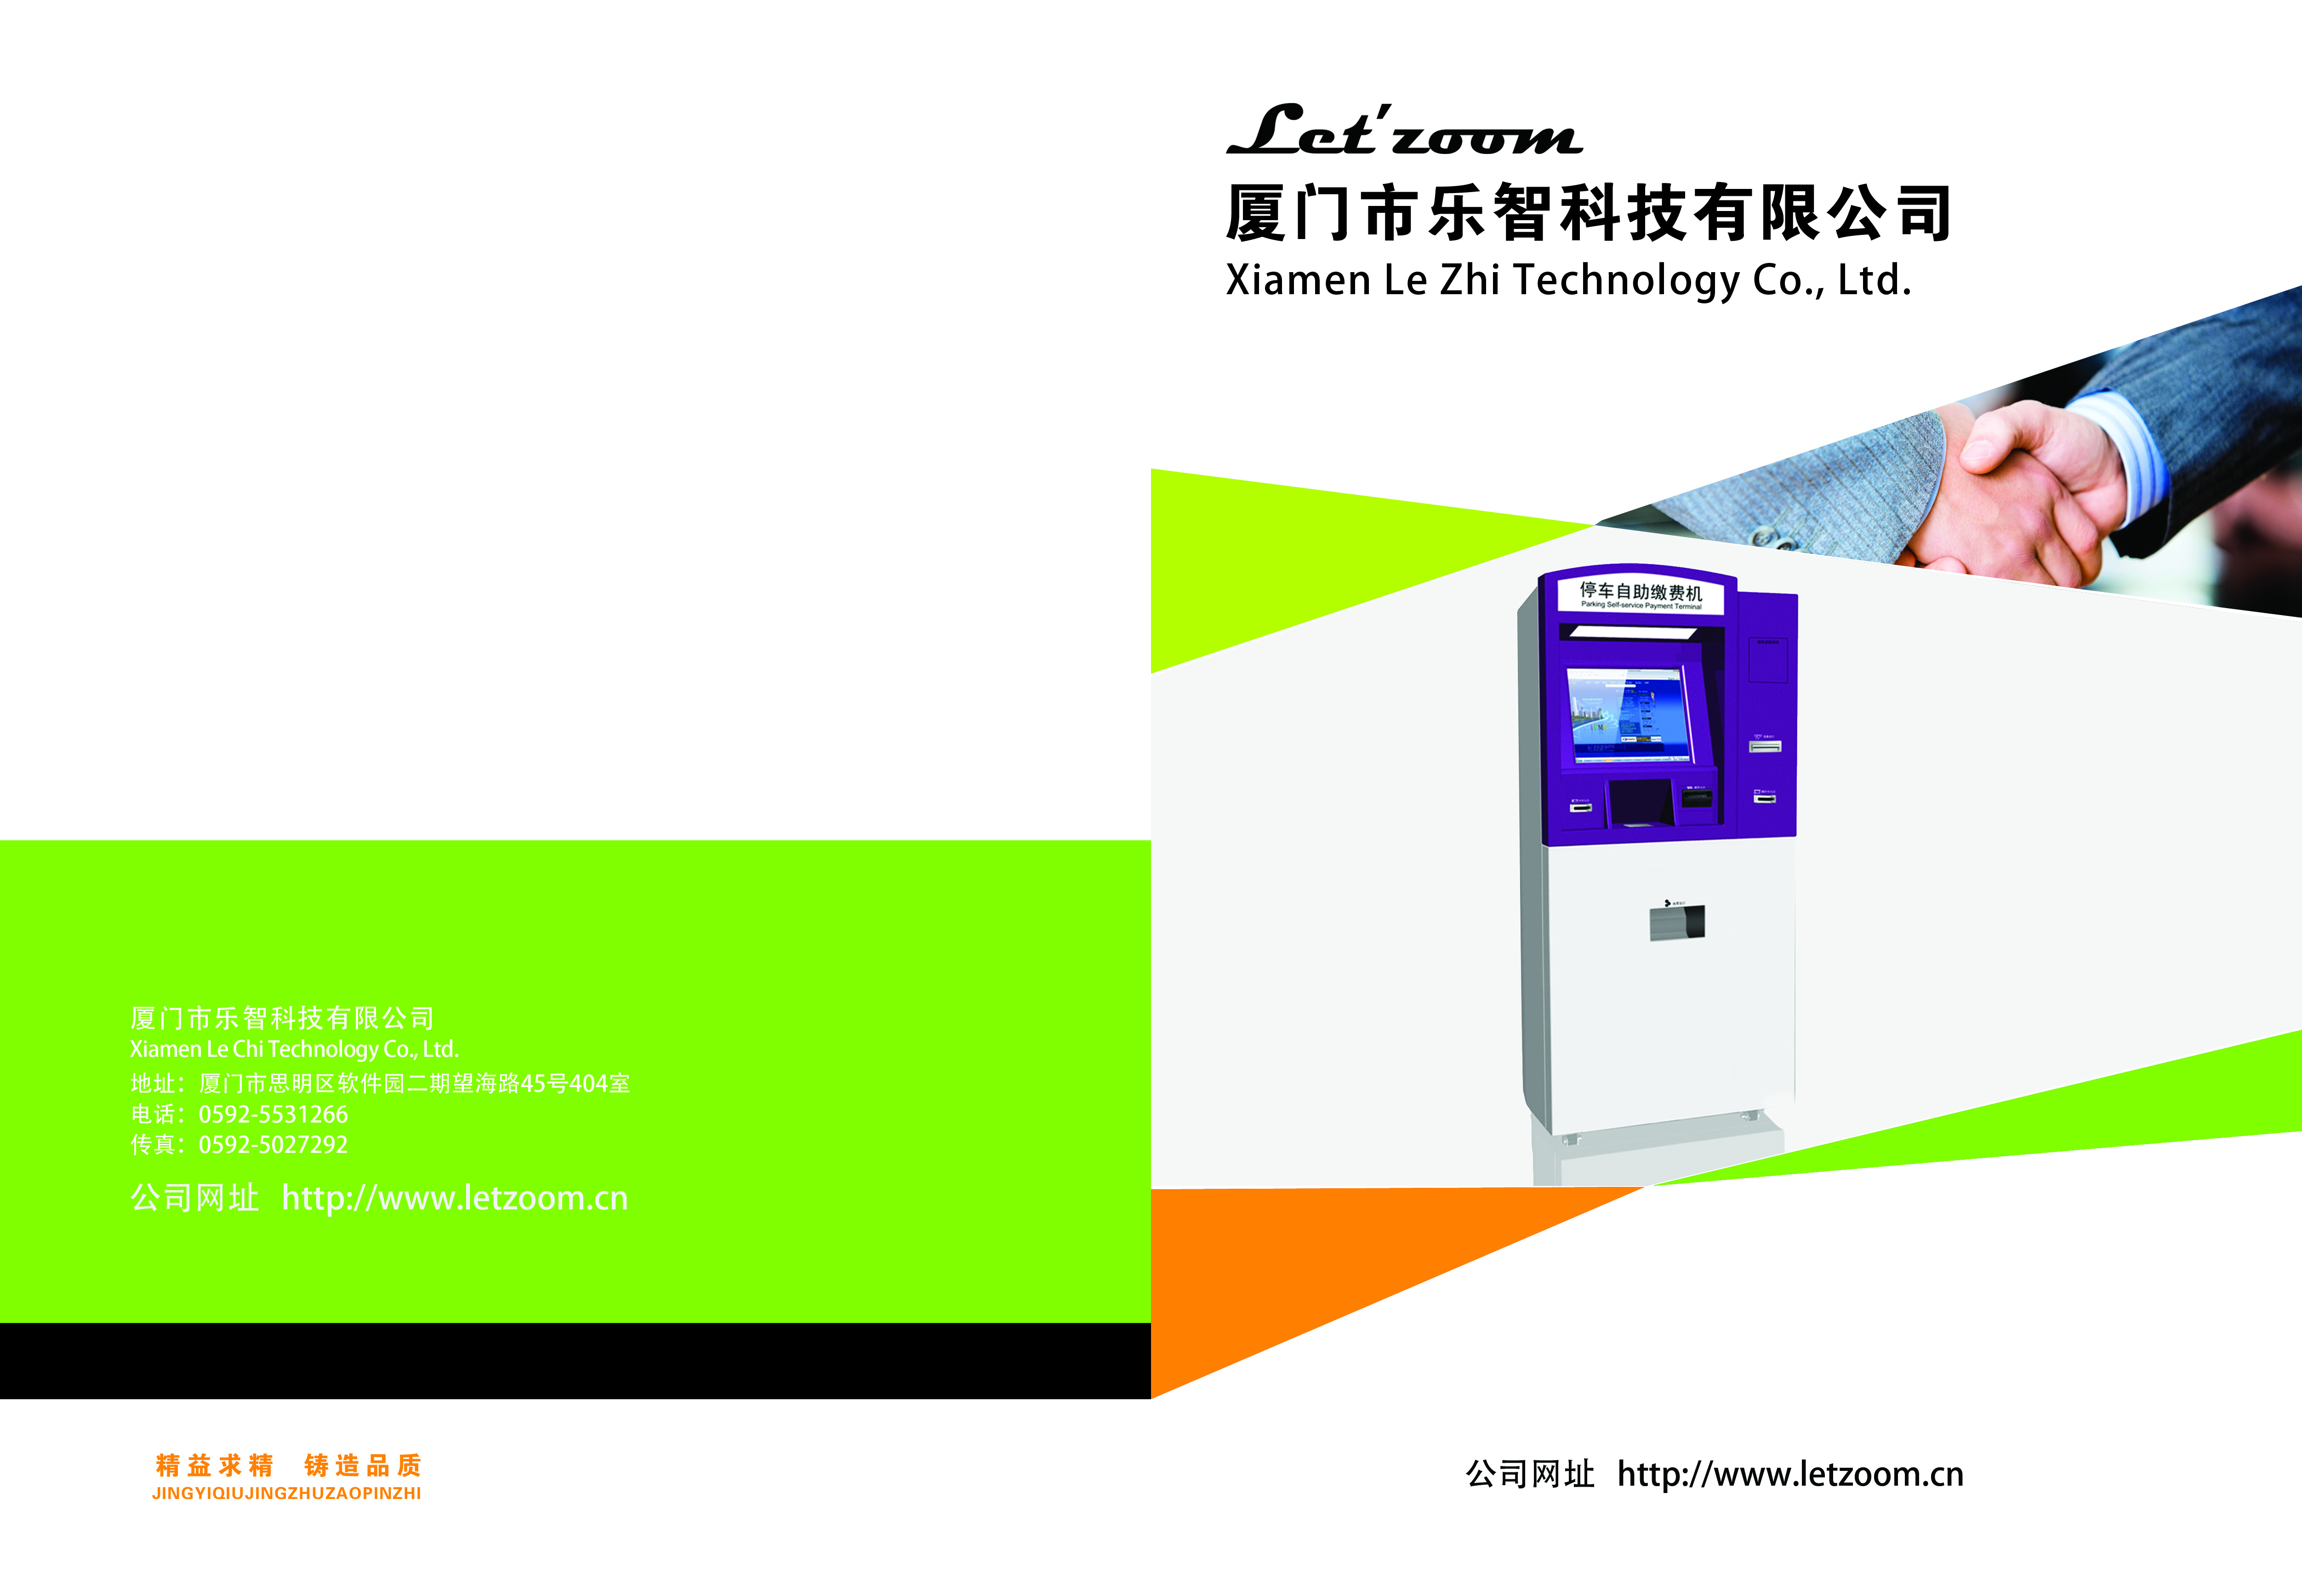 Let'zoom
厦门市乐智科技有限公司
Xiamen Le Zhi Technology Co., Ltd.
停车自助缴费机
Parking Self-service Payment Terminal
厦门市乐智科技有限公司
Xiamen Le Chi Technology Co., Ltd.
地址：厦门市思明区软件园二期望海路45号404室
电话：0592-5531266
传真：0592-5027292
公司网址 http://www.letzoom.cn
精益求精 铸造品质
JINGYIQIUJINGZHUZAOPINZHI
公司网址 http://www.letzoom.cn